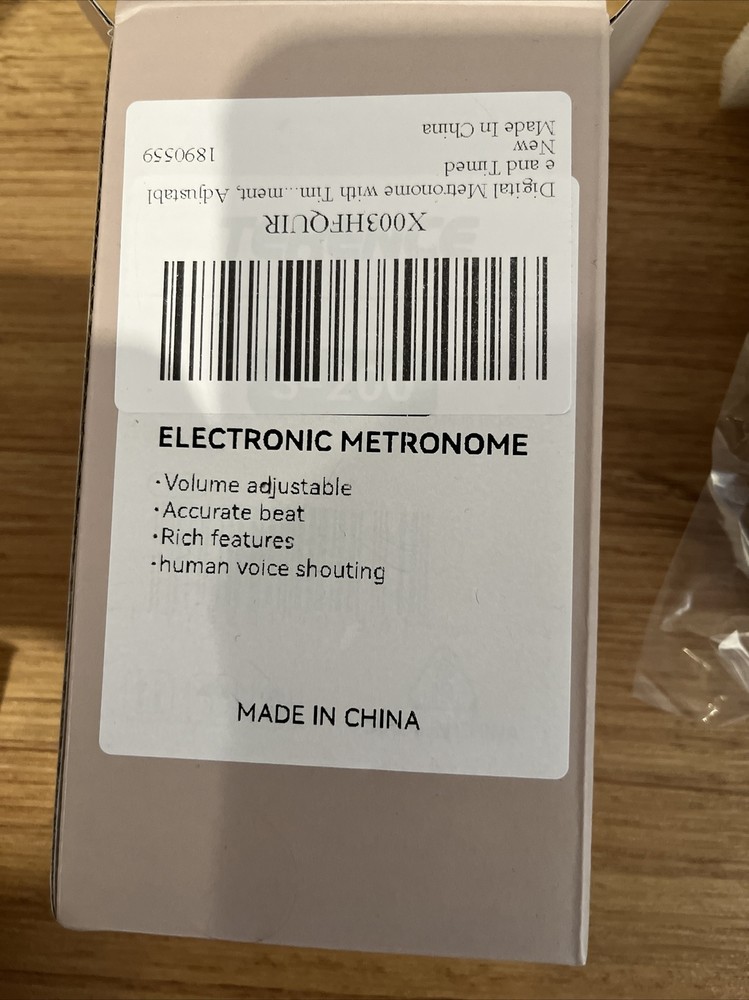 X003HFQUIR
Digital Metronome with Tim...ment, Adjustabl
e and Timed
New
Made In China
1890559
ELECTRONIC METRONOME
·Volume adjustable
·Accurate beat
·Rich features
·human voice shouting
MADE IN CHINA